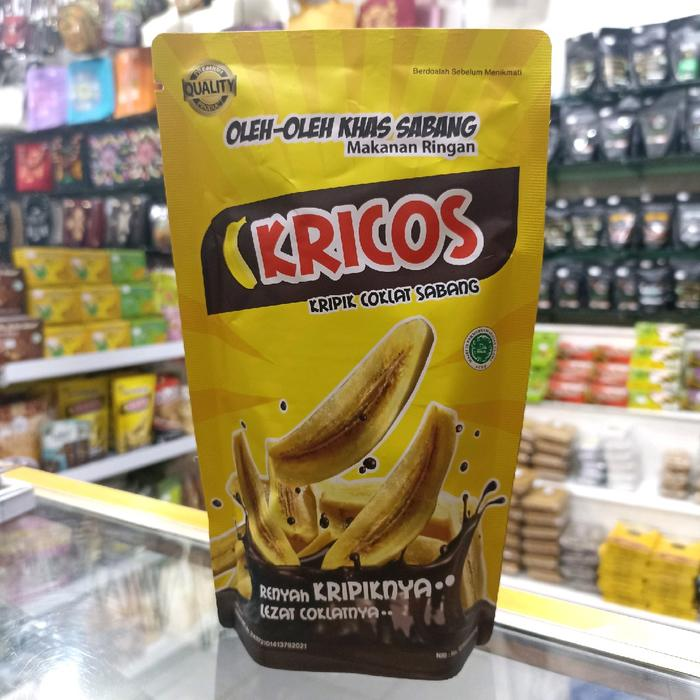 QUALITY
Berdoalah Sebelum Menikmati
OLEH-OLEH KHAS SABANG
Makanan Ringan
KRICOS
KRIPIK COKLAT SABANG
RENYAH KRIPIKNYA
LEZAT COKLATNYA